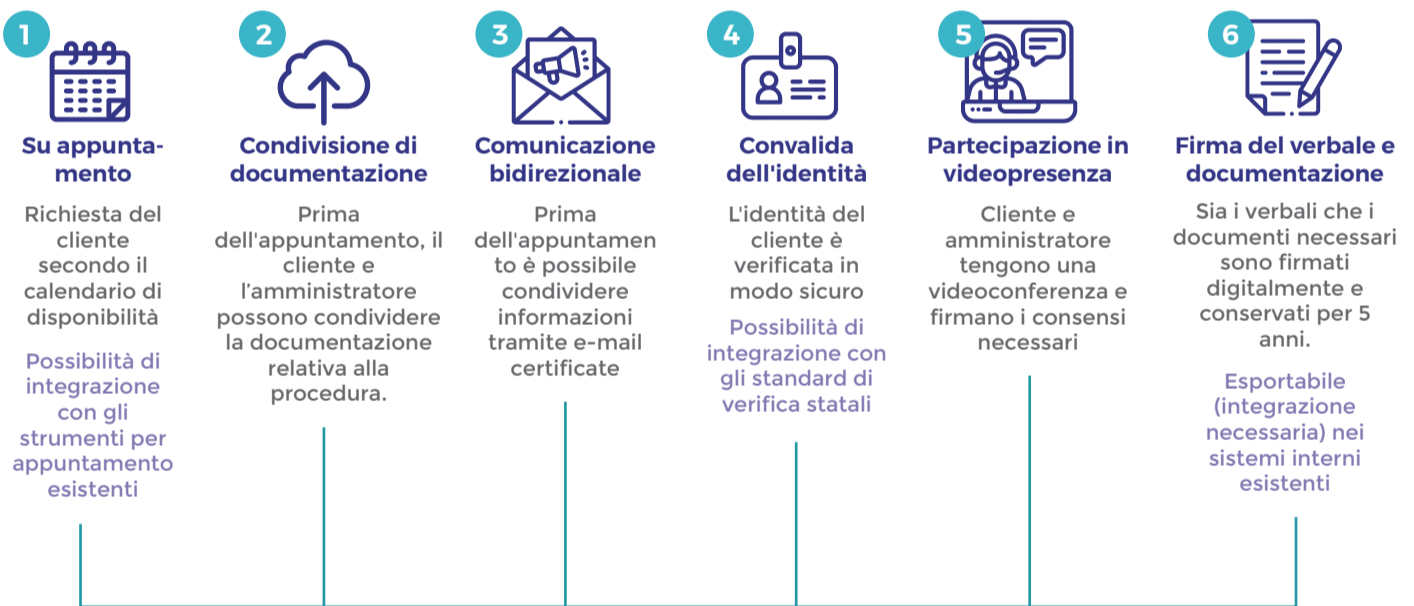 1
Su appunta-
mento
Richiesta del
cliente
secondo il
calendario di
disponibilità
Possibilità di
integrazione
con gli
strumenti per
appuntamento
esistenti
2
Condivisione di
documentazione
Prima
dell'appuntamento, il
cliente e
l’amministratore
possono condividere
la documentazione
relativa alla
procedura.
3
Comunicazione
bidirezionale
Prima
dell'appuntamen
to è possibile
condividere
informazioni
tramite e-mail
certificate
4
Convalida
dell'identità
L'identità del
cliente è
verificata in
modo sicuro
Possibilità di
integrazione con
gli standard di
verifica statali
5
Partecipazione in
videopresenza
Cliente e
amministratore
tengono una
videoconferenza e
firmano i consensi
necessari
6
Firma del verbale e
documentazione
Sia i verbali che i
documenti necessari
sono firmati
digitalmente e
conservati per 5
anni.
Esportabile
(integrazione
necessaria) nei
sistemi interni
esistenti